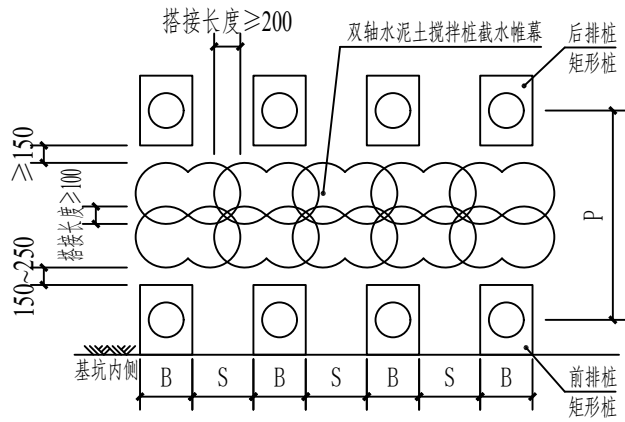 搭接长度≥200
双轴水泥土搅拌桩截水帷幕
后排桩
矩形桩
≥150
搭接长度≥100
150~250
P
基坑内侧
B S B S B S B
前排桩
矩形桩